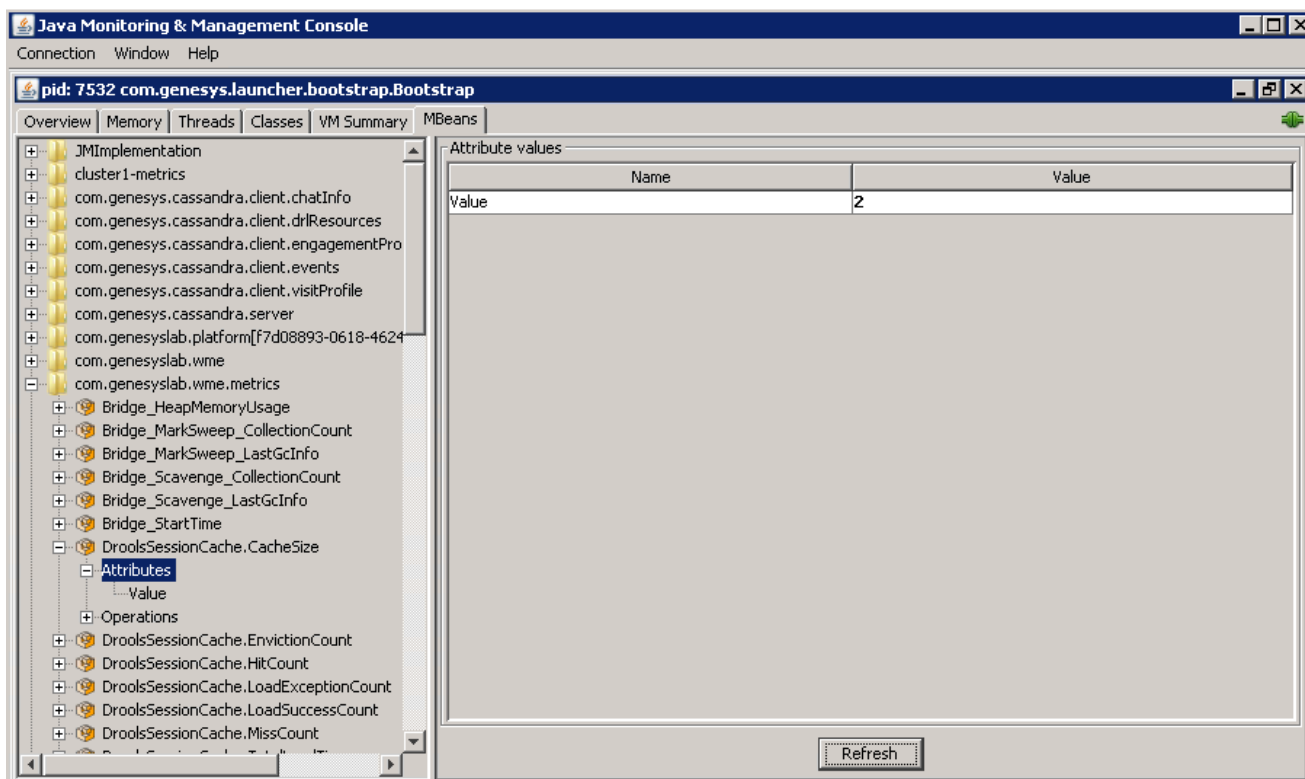 Java Monitoring & Management Console
Connection Window Help
pid: 7532 com.genesys.launcher.bootstrap.Bootstrap
Overview Memory Threads Classes VM Summary MBeans
JMImplementation
cluster1-metrics
com.genesys.cassandra.client.chatInfo
com.genesys.cassandra.client.drlResources
com.genesys.cassandra.client.engagementPro
com.genesys.cassandra.client.events
com.genesys.cassandra.client.visitProfile
com.genesys.cassandra.server
com.genesyslab.platform[f7d08893-0618-4624
com.genesyslab.wme
com.genesyslab.wme.metrics
Bridge_HeapMemoryUsage
Bridge_MarkSweep_CollectionCount
Bridge_MarkSweep_LastGcInfo
Bridge_Scavenge_CollectionCount
Bridge_Scavenge_LastGcInfo
Bridge_StartTime
DroolsSessionCache.CacheSize
Attributes
Value
Operations
DroolsSessionCache.EnvictionCount
DroolsSessionCache.HitCount
DroolsSessionCache.LoadExceptionCount
DroolsSessionCache.LoadSuccessCount
DroolsSessionCache.MissCount
Attribute values
Name Value
Value 2
Refresh